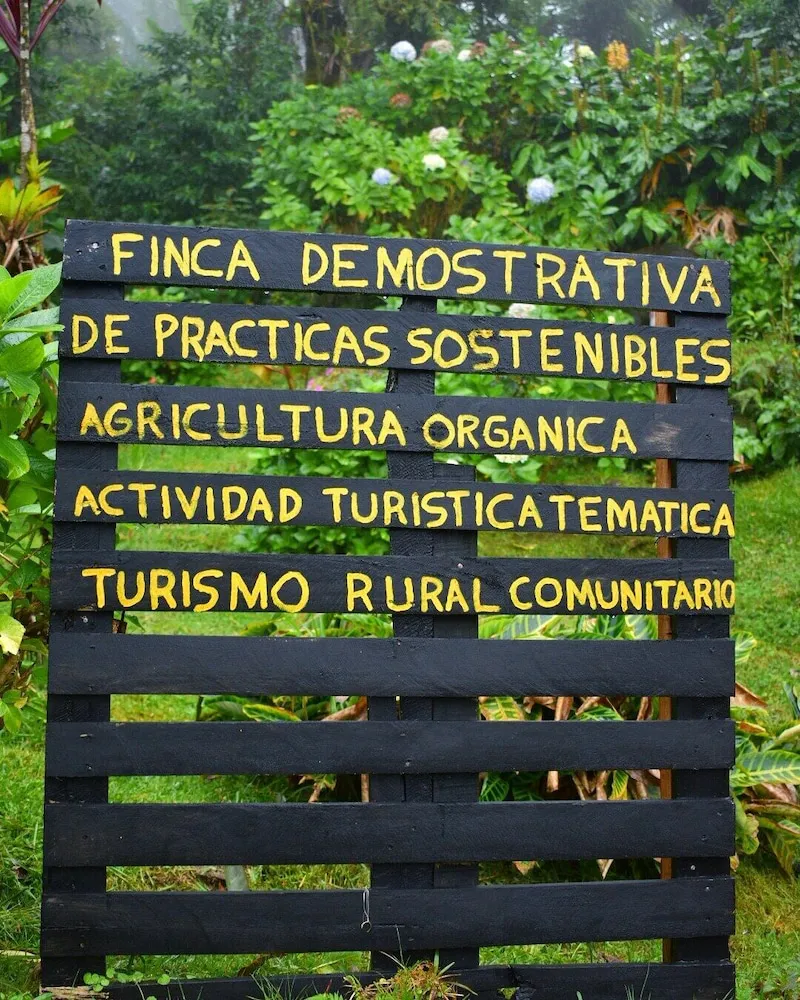 FINCA DEMOSTRATIVA
DE PRACTICAS SOSTENIBLES
AGRICULTURA ORGANICA
ACTIVIDAD TURISTICA TEMATICA
TURISMO RURAL COMUNITARIO